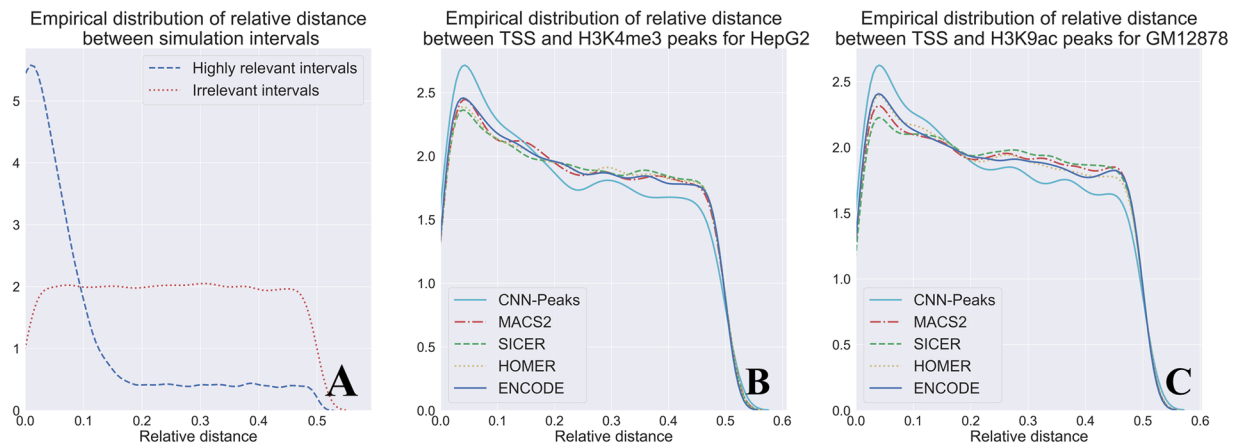 Empirical distribution of relative distance
between simulation intervals
Highly relevant intervals
Irrelevant intervals
5
4
3
2
1
0
0.0 0.1 0.2 0.3 0.4 0.5
Relative distance
A
Empirical distribution of relative distance
between TSS and H3K4me3 peaks for HepG2
2.5
2.0
1.5
1.0
0.5
0.0
CNN-Peaks
MACS2
SICER
HOMER
ENCODE
0.0 0.1 0.2 0.3 0.4 0.5 0.6
Relative distance
B
Empirical distribution of relative distance
between TSS and H3K9ac peaks for GM12878
2.5
2.0
1.5
1.0
0.5
0.0
CNN-Peaks
MACS2
SICER
HOMER
ENCODE
0.0 0.1 0.2 0.3 0.4 0.5 0.6
Relative distance
C